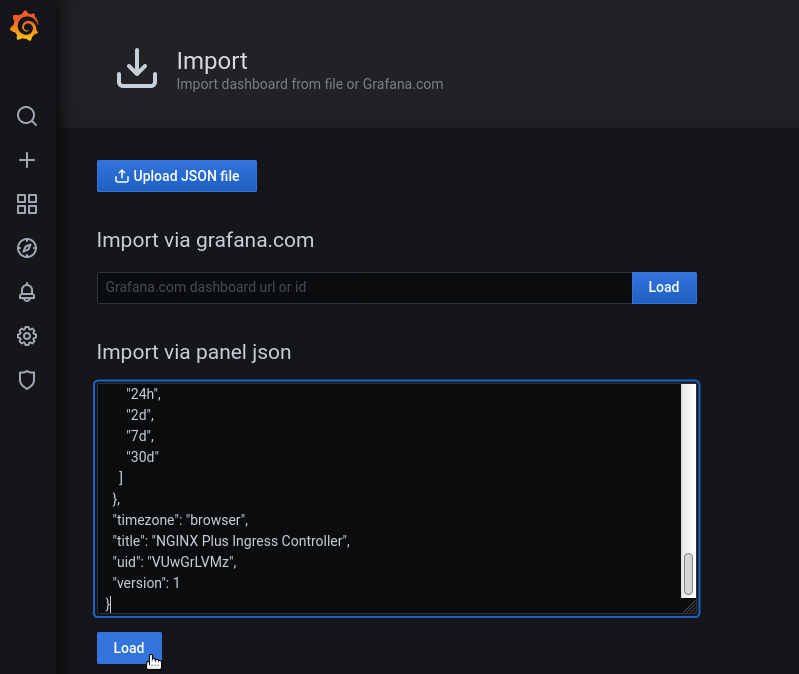 Import
Import dashboard from file or Grafana.com
Upload JSON file
Import via grafana.com
Grafana.com dashboard url or id
Load
Import via panel json
"24h",
"2d",
"7d",
"30d"
]
},
"timezone": "browser",
"title": "NGINX Plus Ingress Controller",
"uid": "VUwGrLVMz",
"version": 1
}
Load